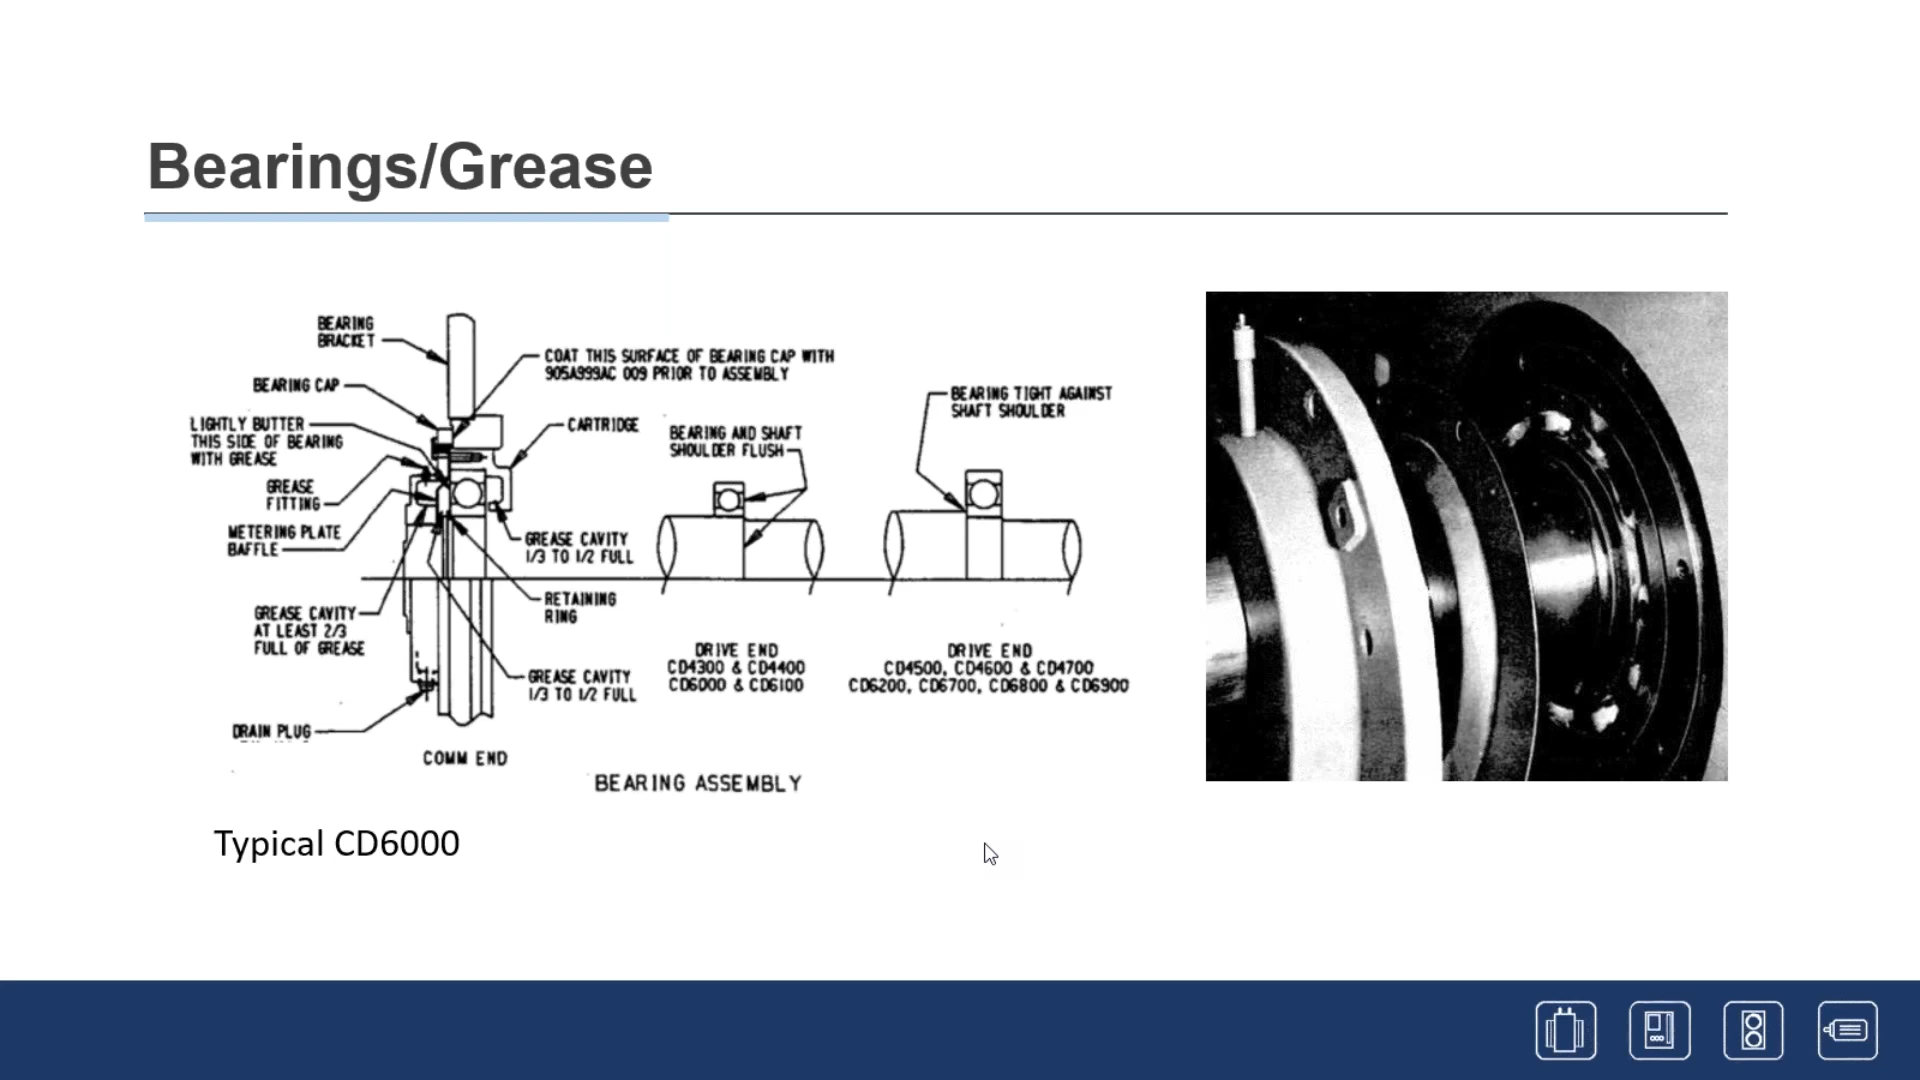 Bearings/Grease
BEARING
BRACKET
COAT THIS SURFACE OF BEARING CAP WITH
905A999AC 009 PRIOR TO ASSEMBLY
BEARING CAP
BEARING TIGHT AGAINST
SHAFT SHOULDER
LIGHTLY BUTTER
THIS SIDE OF BEARING
WITH GREASE
CARTRIDGE
BEARING AND SHAFT
SHOULDER FLUSH
GREASE
FITTING
METERING PLATE
BAFFLE
GREASE CAVITY
1/3 TO 1/2 FULL
RETAINING
RING
GREASE CAVITY
AT LEAST 2/3
FULL OF GREASE
DRIVE END
CD4300 & CD4400
CD6000 & CD6100
DRIVE END
CD4500, CD4600 & CD4700
CD6200, CD6700, CD6800 & CD6900
GREASE CAVITY
1/3 TO 1/2 FULL
DRAIN PLUG
COMM END
BEARING ASSEMBLY
Typical CD6000